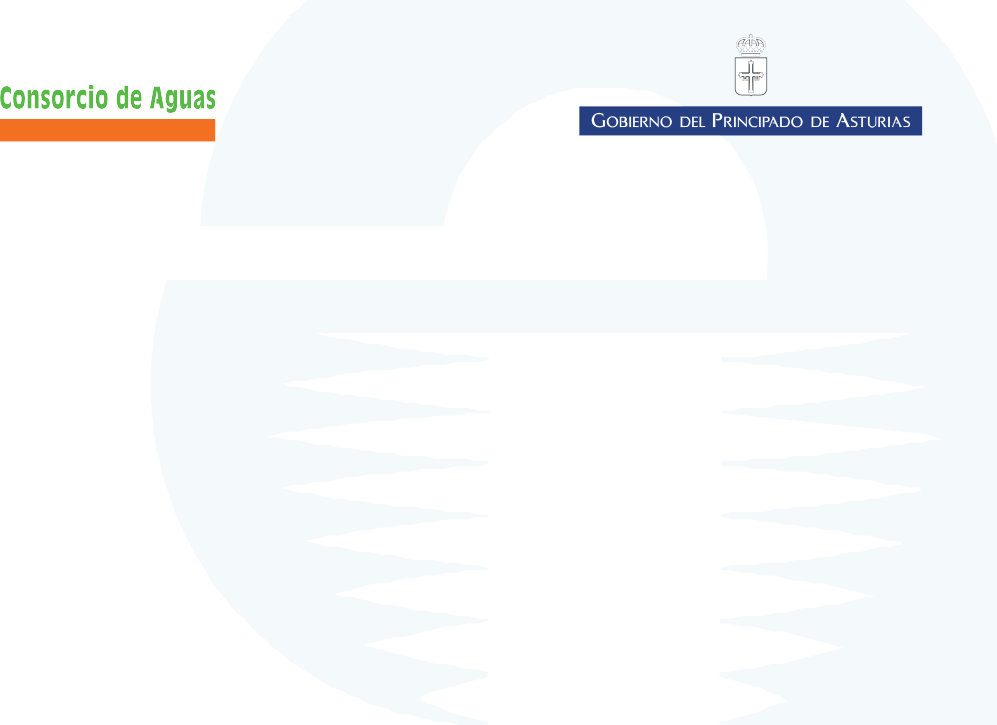 Consorcio de Aguas
GOBIERNO DEL PRINCIPADO DE ASTURIAS